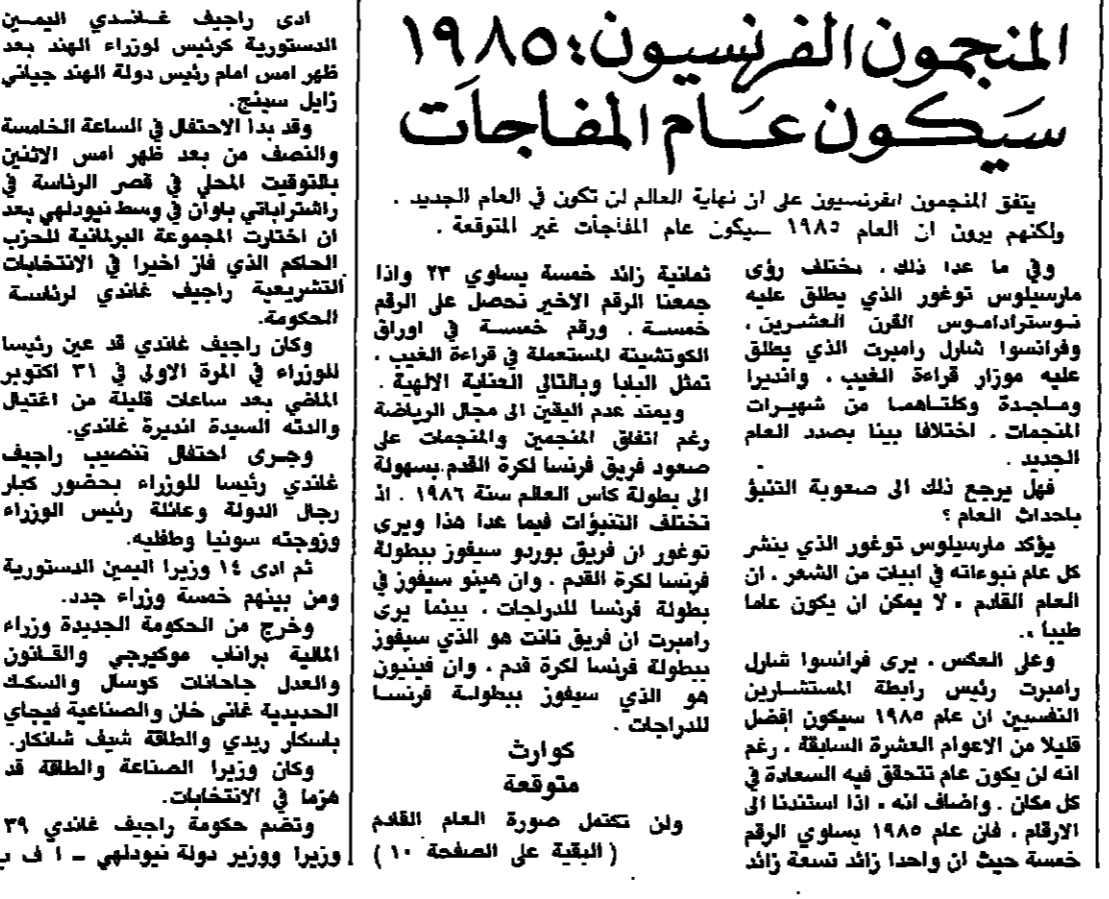 المنجمون الفرنسيون: ١٩٨٥
سيكون عام المفاجات
يتفق المنجمون الفرنسيون على ان نهاية العالم لن تكون في العام الجديد .
ولكنهم يرون ان العام ١٩٨٥ سيكون عام المفاجات غير المتوقعة .
وفي ما عدا ذلك ، تختلف رؤى
مارسيلوس توغور الذي يطلق عليه
نوسترادادموس القرن العشرين ،
وفرانسوا شارل رامبرت الذي يطلق
عليه موزار قراءة الغيب ، وانديرا
وماجدة وكلتاهما من شهيرات
المنجمات . اختلافا بينا بصدد العام
الجديد .
فهل يرجع ذلك الى صعوبة التنبؤ
باحداث العام ؟
يؤكد مارسيلوس توغور الذي ينشر
كل عام نبوءاته في ابيات من الشعر . ان
العام القادم « لا يمكن ان يكون عاما
طيبا ».
وعلى العكس ، يرى فرانسوا شارل
رامبرت رئيس رابطة المستشارين
النفسيين ان عام ١٩٨٥ سيكون افضل
قليلا من الاعوام العشرة السابقة ، رغم
انه لن يكون عام تتحقق فيه السعادة في
كل مكان . واضاف انه « اذا استندنا الى
الارقام ، فان عام ١٩٨٥ يساوي الرقم
خمسة حيث ان واحدا زائد تسعة زائد
ثمانية زائد خمسة يساوي ٢٣ واذا
جمعنا الرقم الاخير نحصل على الرقم
خمسة . ورقم خمسة في اوراق
الكوتشينة المستعملة في قراءة الغيب ،
تمثل البابا وبالتالي العناية الالهية .
ويمتد عدم اليقين الى مجال الرياضة
رغم اتفاق المنجمين والمنجمات على
صعود فريق فرنسا لكرة القدم بسهولة
الى بطولة كاس العالم سنة ١٩٨٦ . اذ
تختلف التنبؤات فيما عدا هذا ويرى
توغور ان فريق بوردو سيفوز ببطولة
فرنسا لكرة القدم . وان هينو سيفوز في
بطولة فرنسا للدراجات ، بينما يرى
رامبرت ان فريق نانت هو الذي سيفوز
ببطولة فرنسا لكرة قدم ، وان فينيون
هو الذي سيفوز ببطولة فرنسا
للدراجات .
كوارث
متوقعة
ولن تكتمل صورة العام القادم
( البقية على الصفحة ١٠ )
ادى راجيف غاندي اليمين
الدستورية كرئيس لوزراء الهند بعد
ظهر امس امام رئيس دولة الهند جياني
زايل سينج.
وقد بدا الاحتفال في الساعة الخامسة
والنصف من بعد ظهر امس الاثنين
بالتوقيت المحلي في قصر الرئاسة في
راشتراباتي باوان في وسط نيودلهي بعد
ان اختارت المجموعة البرلمانية للحزب
الحاكم الذي فاز اخيرا في الانتخابات
التشريعية راجيف غاندي لرئاسة
الحكومة.
وكان راجيف غاندي قد عين رئيسا
للوزراء في المرة الاولى في ٣١ اكتوبر
الماضي بعد ساعات قليلة من اغتيال
والدته السيدة انديرة غاندي.
وجرى احتفال تنصيب راجيف
غاندي رئيسا للوزراء بحضور كبار
رجال الدولة وعائلة رئيس الوزراء
وزوجته سونيا وطفليه.
ثم ادى ١٤ وزيرا اليمين الدستورية
ومن بينهم خمسة وزراء جدد.
وخرج من الحكومة الجديدة وزراء
المالية براناب موكيرجي والقانون
والعدل جاجانات كوسال والسكك
الحديدية غانى خان والصناعية فيجاي
باسكار ريدي والطاقة شيف شانكار.
وكان وزيرا الصناعة والطاقة قد
هزما في الانتخابات.
وتضم حكومة راجيف غاندي ٣٩
وزيرا ووزير دولة نيودلهي ـ ا ف ب